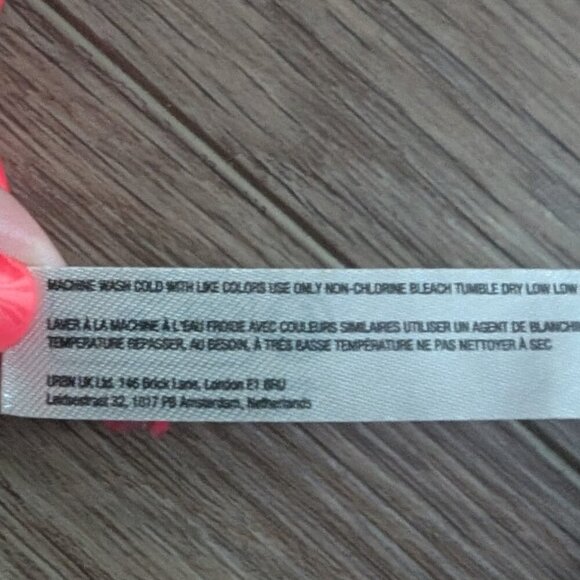 MACHINE WASH COLD WITH LIKE COLORS USE ONLY NON-CHLORINE BLEACH TUMBLE DRY LOW LOW
LAVER À LA MACHINE À L'EAU FROIDE AVEC COULEURS SIMILAIRES UTILISER UN AGENT DE BLANCHI
TEMPERATURE REPASSER, AU BESOIN, À TRÈS BASSE TEMPÉRATURE NE PAS NETTOYER À SEC
URBN UK Ltd. 146 Brick Lane, London E1 6RU
Leidsestraat 32, 1017 PB Amsterdam, Netherlands